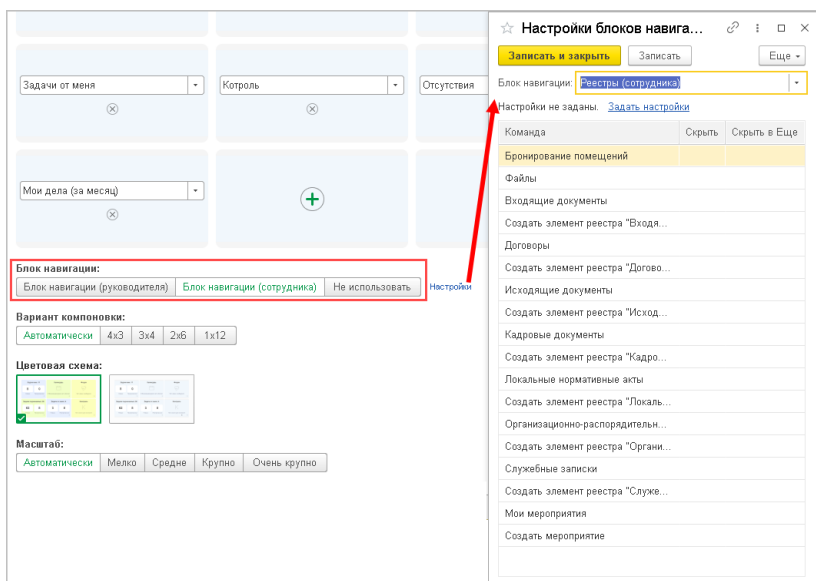 Задачи от меня
Котроль
Отсутствия
Мои дела (за месяц)
Блок навигации:
Блок навигации (руководителя)
Блок навигации (сотрудника)
Не использовать
Настройки
Вариант компоновки:
Автоматически
4x3
3x4
2x6
1x12
Цветовая схема:
Масштаб:
Автоматически
Мелко
Средне
Крупно
Очень крупно
Настройки блоков навига...
Записать и закрыть
Записать
Еще
Блок навигации:
Реестры (сотрудника)
Настройки не заданы. Задать настройки
Команда
Скрыть
Скрыть в Еще
Бронирование помещений
Файлы
Входящие документы
Создать элемент реестра "Входя...
Договоры
Создать элемент реестра "Догово...
Исходящие документы
Создать элемент реестра "Исход...
Кадровые документы
Создать элемент реестра "Кадро...
Локальные нормативные акты
Создать элемент реестра "Локаль...
Организационно-распорядительн...
Создать элемент реестра "Органи...
Служебные записки
Создать элемент реестра "Служе...
Мои мероприятия
Создать мероприятие